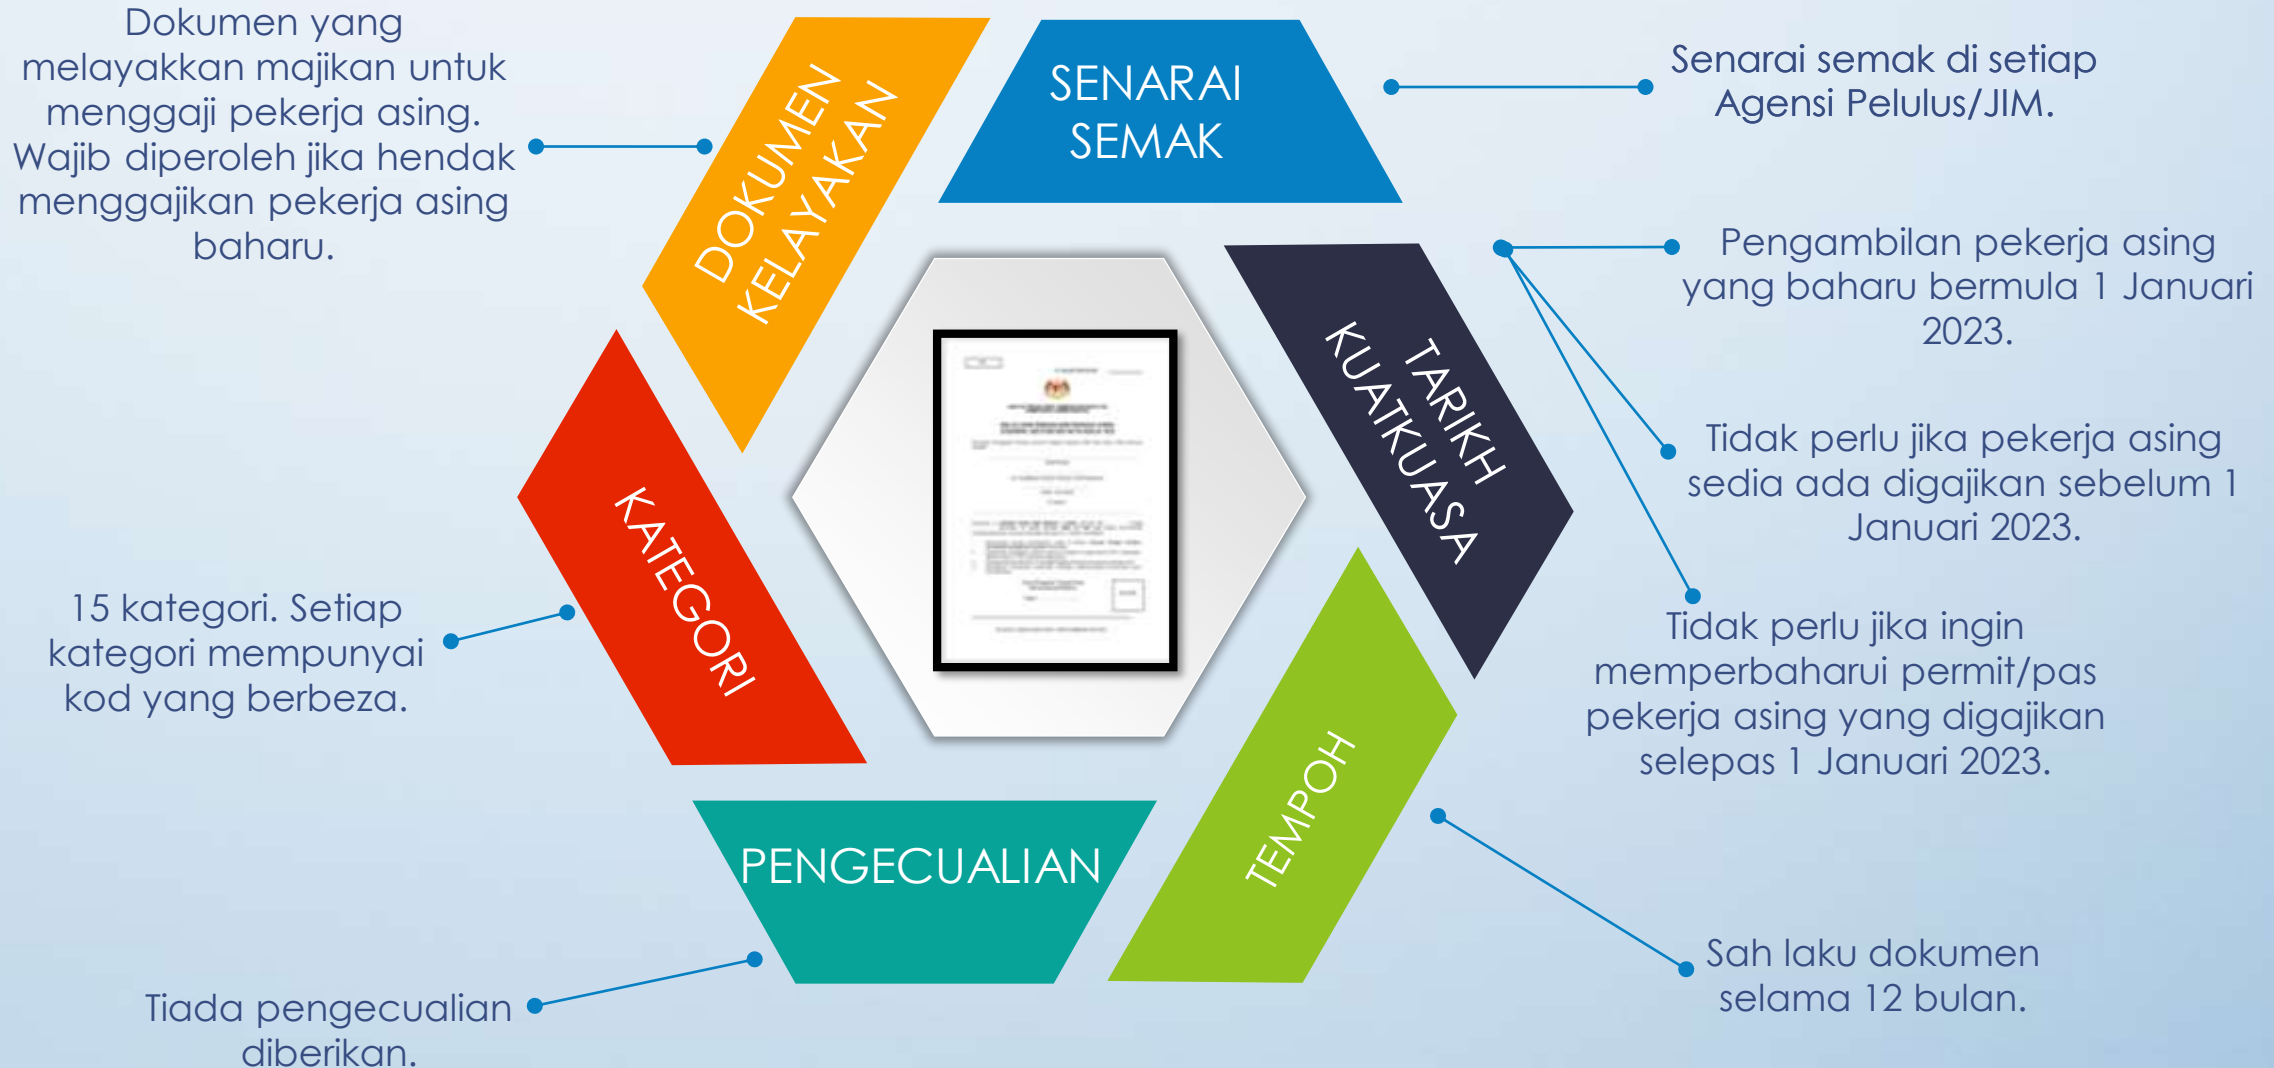 Dokumen yang
melayakkan majikan untuk
menggaji pekerja asing.
Wajib diperoleh jika hendak
menggajikan pekerja asing
baharu.
DOKUMEN
KELAYAKAN
SENARAI
SEMAK
Senarai semak di setiap
Agensi Pelulus/JIM.
TARIKH
KUATKUASA
Pengambilan pekerja asing
yang baharu bermula 1 Januari
2023.
Tidak perlu jika pekerja asing
sedia ada digajikan sebelum 1
Januari 2023.
Tidak perlu jika ingin
memperbaharui permit/pas
pekerja asing yang digajikan
selepas 1 Januari 2023.
KATEGORI
15 kategori. Setiap
kategori mempunyai
kod yang berbeza.
TEMPOH
Sah laku dokumen
selama 12 bulan.
PENGECUALIAN
Tiada pengecualian
diberikan.